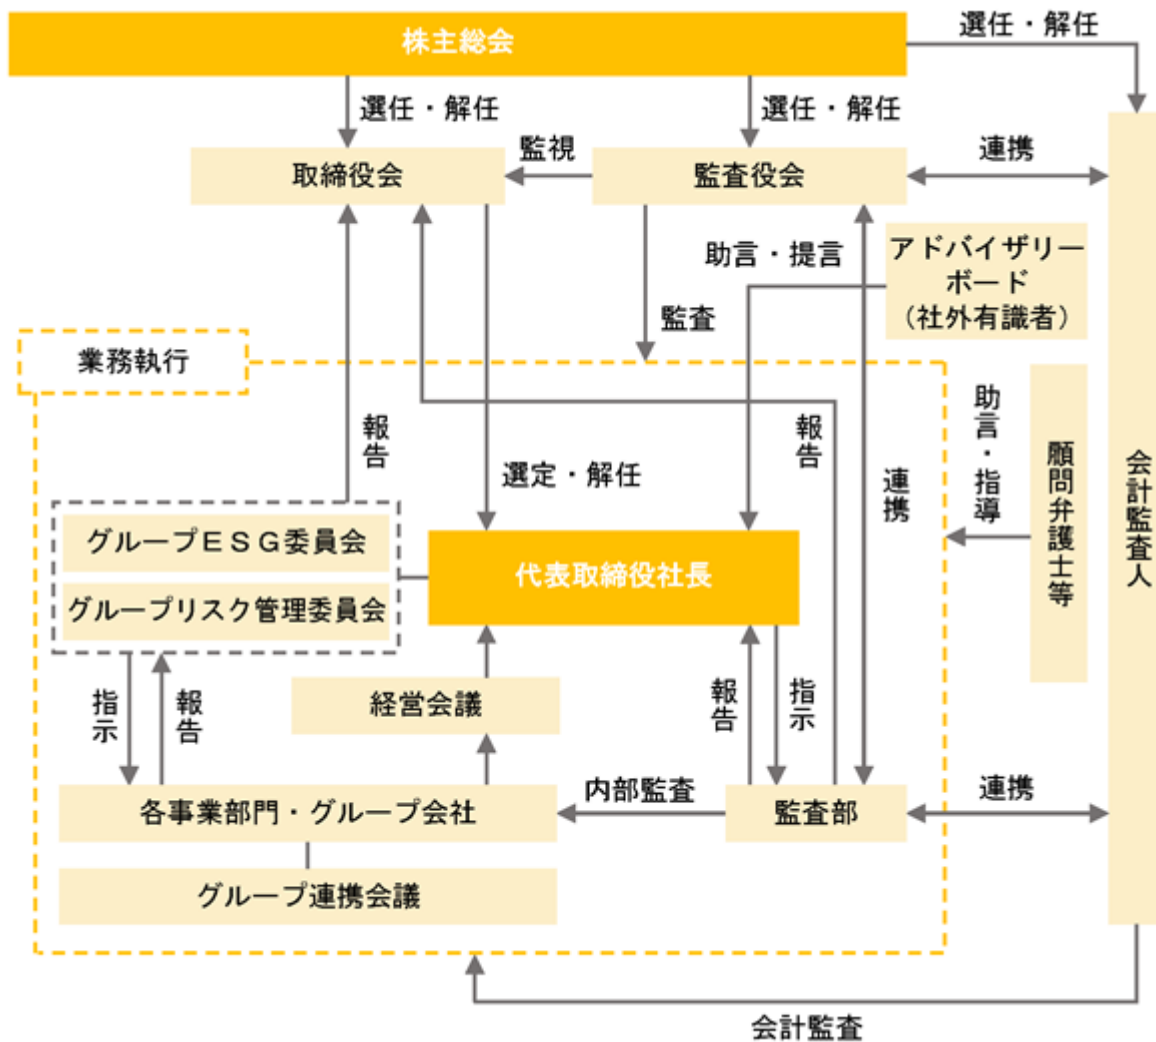 株主総会
選任・解任
選任・解任
選任・解任
取締役会
監視
監査役会
連携
助言・提言
アドバイザリー
ボード
（社外有識者）
監査
業務執行
報告
選定・解任
報告
連携
助言・指導
顧問弁護士等
会計監査人
グループＥＳＧ委員会
グループリスク管理委員会
代表取締役社長
指示
報告
経営会議
報告
指示
各事業部門・グループ会社
内部監査
監査部
連携
グループ連携会議
会計監査